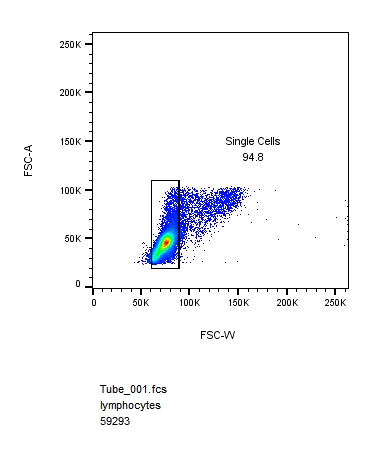 250K
200K
150K
100K
50K
0
FSC-A
Single Cells
94.8
0 50K 100K 150K 200K 250K
FSC-W
Tube_001.fcs
lymphocytes
59293